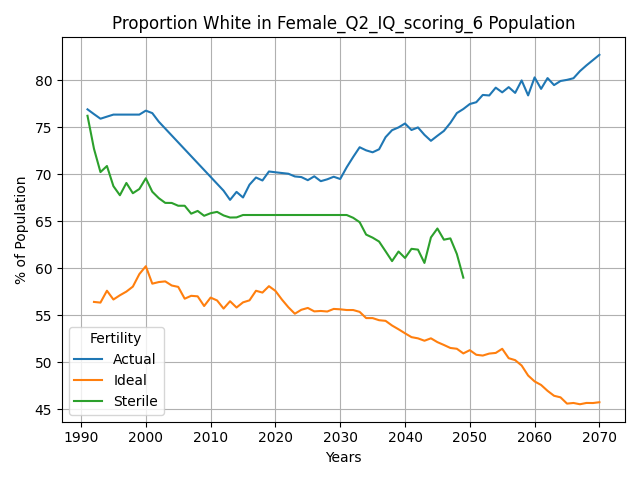 Proportion White in Female_Q2_IQ_scoring_6 Population
% of Population
80
75
70
65
60
55
50
45
Fertility
Actual
Ideal
Sterile
1990 2000 2010 2020 2030 2040 2050 2060 2070
Years